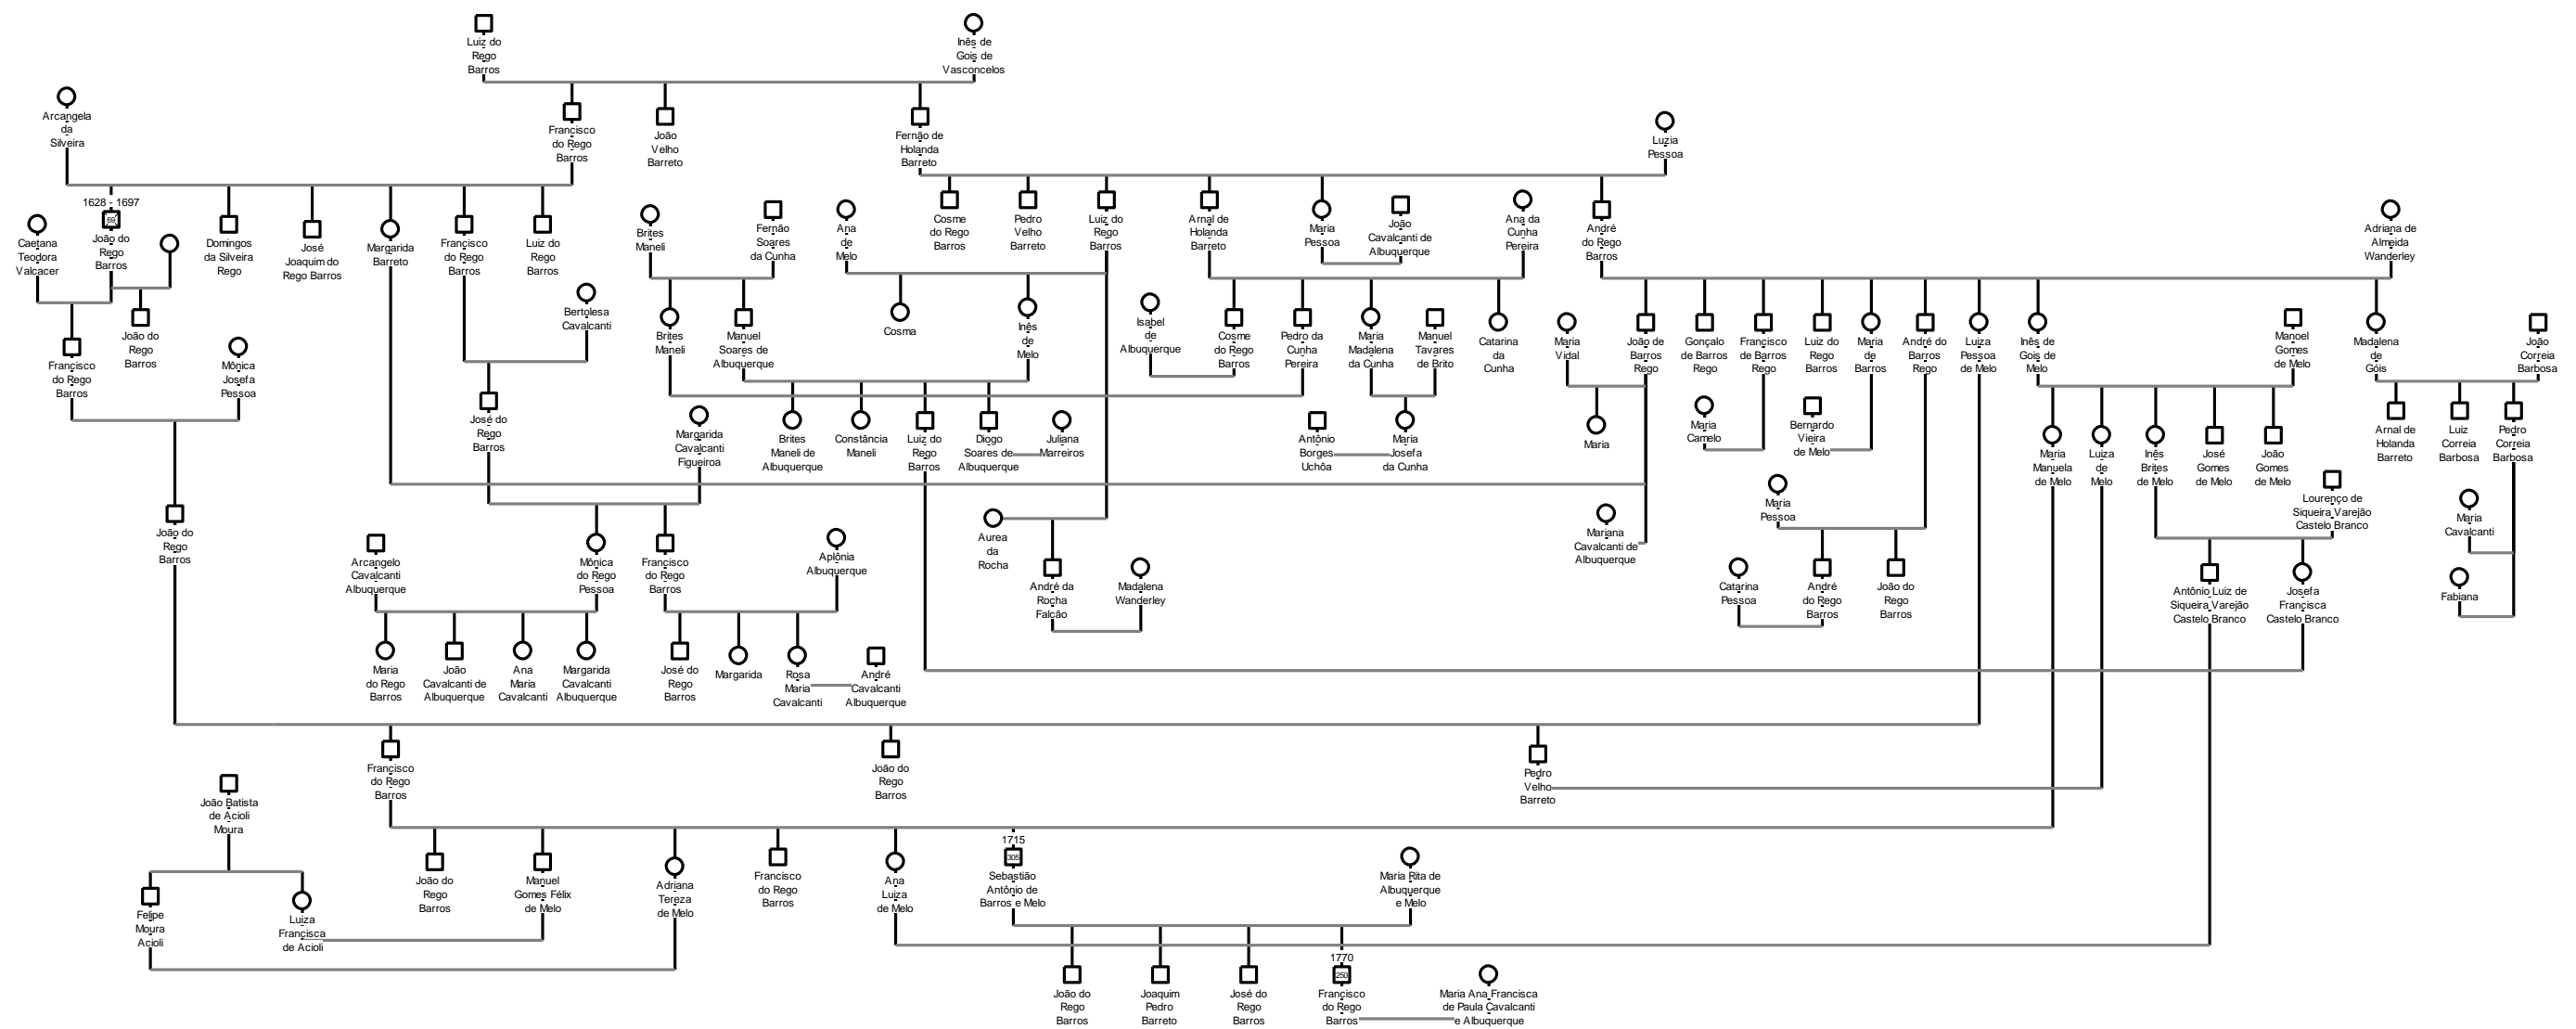 Luiz do
Rego
Barros
Inês de
Gois de
Vasconcelos
Arcangela
da
Silveira
Francisco
do Rego
Barros
João
Velho
Barreto
Fernão de
Holanda
Barreto
Luzia
Pessoa
Caetana
Teodora
Valcacer
1628 - 1697
69
João do
Rego
Barros
Domingos
da Silveira
Rego
José
Joaquim do
Rego Barros
Margarida
Barreto
Francisco
do Rego
Barros
Luiz do
Rego
Barros
Brites
Maneli
Fernão
Soares
da Cunha
Ana
de
Melo
Cosme
do Rego
Barros
Pedro
Velho
Barreto
Luiz do
Rego
Barros
Arnal de
Holanda
Barreto
Maria
Pessoa
João
Cavalcanti de
Albuquerque
Ana da
Cunha
Pereira
André
do Rego
Barros
Adriana de
Almeida
Wanderley
Francisco
do Rego
Barros
João do
Rego
Barros
Mônica
Josefa
Pessoa
Bertolesa
Cavalcanti
Brites
Maneli
Manuel
Soares de
Albuquerque
Cosma
Inês
de
Melo
Isabel
de
Albuquerque
Cosme
do Rego
Barros
Pedro da
Cunha
Pereira
Maria
Madalena
da Cunha
Manuel
Tavares
de Brito
Catarina
da
Cunha
Maria
Vidal
João de
Barros
Rego
Gonçalo
de Barros
Rego
Francisco
de Barros
Rego
Luiz do
Rego
Barros
Maria
de
Barros
André do
Barros
Rego
Luiza
Pessoa
de Melo
Inês de
Gois de
Melo
Manoel
Gomes
de Melo
Madalena
de
Góis
João
Correia
Barbosa
José do
Rego
Barros
Margarida
Cavalcanti
Figueiroa
Brites
Maneli de
Albuquerque
Constância
Maneli
Luiz do
Rego
Barros
Diogo
Soares de
Albuquerque
Juliana
Marreiros
Antônio
Borges
Uchôa
Maria
Josefa
da Cunha
Maria
Maria
Camelo
Bernardo
Vieira
de Melo
Maria
Manuela
de Melo
Luiza
de
Melo
Inês
Brites
de Melo
José
Gomes
de Melo
João
Gomes
de Melo
Arnal de
Holanda
Barreto
Luiz
Correia
Barbosa
Pedro
Correia
Barbosa
João do
Rego
Barros
Arcangelo
Cavalcanti
Albuquerque
Mônica
do Rego
Pessoa
Francisco
do Rego
Barros
Aplônia
Albuquerque
Aurea
da
Rocha
André da
Rocha
Falcão
Madalena
Wanderley
Mariana
Cavalcanti de
Albuquerque
Maria
Pessoa
Catarina
Pessoa
André
do Rego
Barros
João do
Rego
Barros
Lourenço de
Siqueira Varejão
Castelo Branco
Antônio Luiz de
Siqueira Varejão
Castelo Branco
Josefa
Francisca
Castelo Branco
Maria
Cavalcanti
Fabiana
Maria
do Rego
Barros
João
Cavalcanti de
Albuquerque
Ana
Maria
Cavalcanti
Margarida
Cavalcanti
Albuquerque
José do
Rego
Barros
Margarida
Rosa
Maria
Cavalcanti
André
Cavalcanti
Albuquerque
Francisco
do Rego
Barros
João do
Rego
Barros
Pedro
Velho
Barreto
João Batista
de Acioli
Moura
Felipe
Moura
Acioli
Luiza
Francisca
de Acioli
João do
Rego
Barros
Manuel
Gomes Félix
de Melo
Adriana
Tereza
de Melo
Francisco
do Rego
Barros
Ana
Luiza
de Melo
1715
305
Sebastião
Antônio de
Barros e Melo
Maria Rita de
Albuquerque
e Melo
João do
Rego
Barros
Joaquim
Pedro
Barreto
José do
Rego
Barros
1770
250
Francisco
do Rego
Barros
Maria Ana Francisca
de Paula Cavalcanti
e Albuquerque